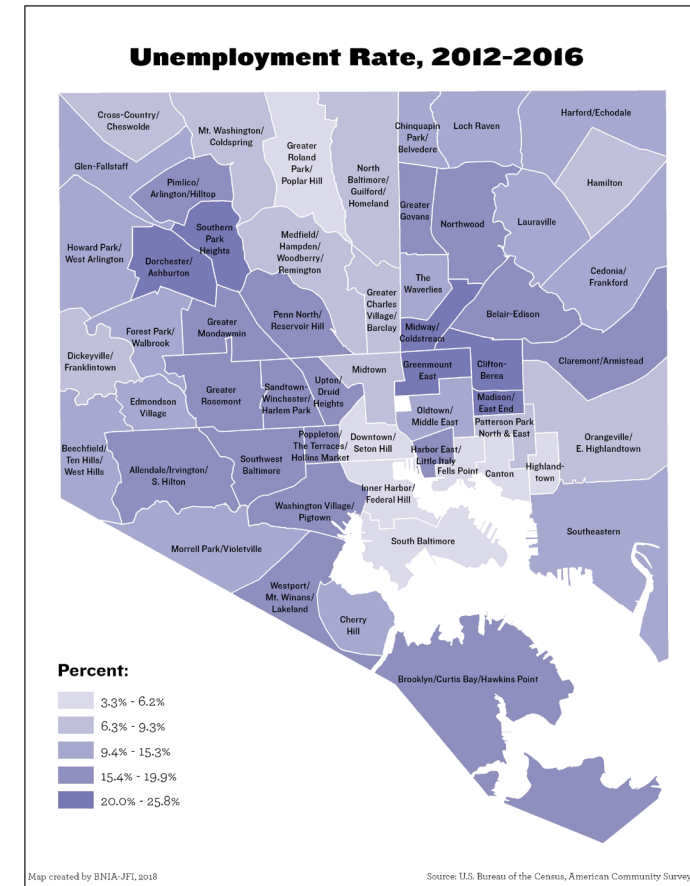 Unemployment Rate, 2012-2016
Cross-Country/
Cheswolde
Mt. Washington/
Coldspring
Greater
Roland
Park/
Poplar Hill
North
Baltimore/
Guilford/
Homeland
Chinquapin
Park/
Belvedere
Loch Raven
Harford/Echodale
Glen-Fallstaff
Pimlico/
Arlington/Hilltop
Hamilton
Greater
Govans
Northwood
Lauraville
Southern
Park
Heights
Howard Park/
West Arlington
Dorchester/
Ashburton
Medfield/
Hampden/
Woodberry/
Remington
The
Waverlies
Cedonia/
Frankford
Greater
Charles
Village/
Barclay
Forest Park/
Walbrook
Greater
Mondawmin
Penn North/
Reservoir Hill
Midway/
Coldstream
Belair-Edison
Dickeyville/
Franklintown
Midtown
Greenmount
East
Clifton-
Berea
Claremont/Armistead
Edmondson
Village
Greater
Rosemont
Sandtown-
Winchester/
Harlem Park
Upton/
Druid
Heights
Oldtown/
Middle East
Madison/
East End
Patterson Park
North & East
Orangeville/
E. Highlandtown
Beechfield/
Ten Hills/
West Hills
Allendale/Irvington/
S. Hilton
Southwest
Baltimore
Poppleton/
The Terraces/
Hollins Market
Downtown/
Seton Hill
Harbor East/
Little Italy
Fells Point
Canton
Highland-
town
Inner Harbor/
Federal Hill
Washington Village/
Pigtown
South Baltimore
Southeastern
Morrell Park/Violetville
Westport/
Mt. Winans/
Lakeland
Cherry
Hill
Brooklyn/Curtis Bay/Hawkins Point
Percent:
3.3% - 6.2%
6.3% - 9.3%
9.4% - 15.3%
15.4% - 19.9%
20.0% - 25.8%
Map created by BNIA-JFI, 2018
Source: U.S. Bureau of the Census, American Community Survey